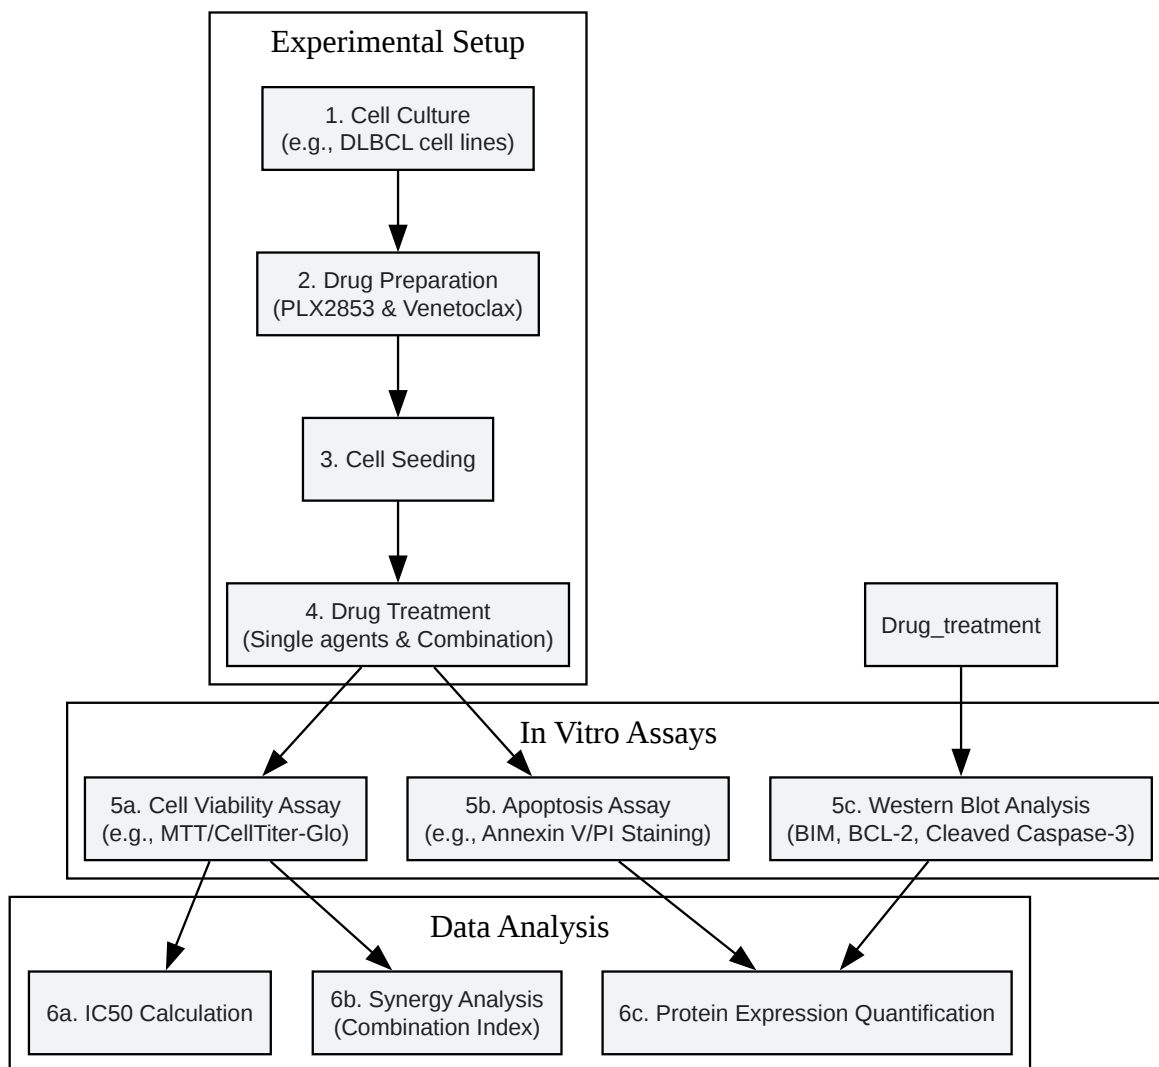 Experimental Setup
1. Cell Culture
(e.g., DLBCL cell lines)
2. Drug Preparation
(PLX2853 & Venetoclax)
3. Cell Seeding
4. Drug Treatment
(Single agents & Combination)
Drug_treatment
In Vitro Assays
5a. Cell Viability Assay
(e.g., MTT/CellTiter-Glo)
5b. Apoptosis Assay
(e.g., Annexin V/PI Staining)
5c. Western Blot Analysis
(BIM, BCL-2, Cleaved Caspase-3)
Data Analysis
6a. IC50 Calculation
6b. Synergy Analysis
(Combination Index)
6c. Protein Expression Quantification